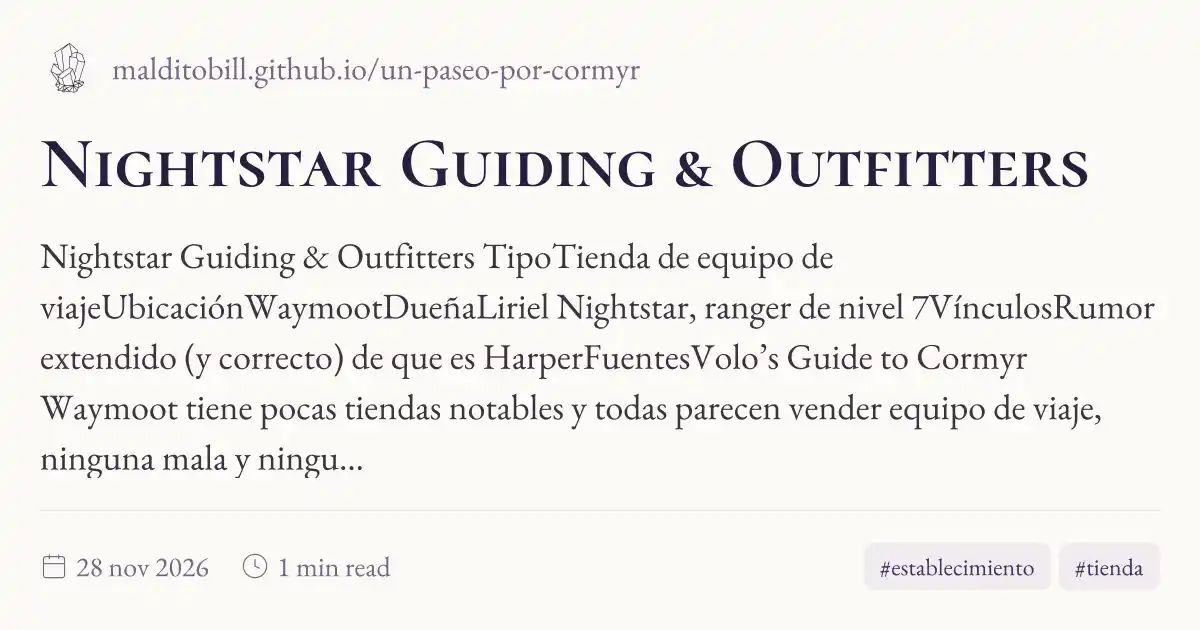 malditobill.github.io/un-paseo-por-cormyr
Nightstar Guiding & Outfitters
Nightstar Guiding & Outfitters TipoTienda de equipo de
viajeUbicaciónWaymootDueñaLiriel Nightstar, ranger de nivel 7VínculosRumor
extendido (y correcto) de que es HarperFuentesVolo’s Guide to Cormyr
Waymoot tiene pocas tiendas notables y todas parecen vender equipo de viaje,
ninguna mala y ningu...
28 nov 2026
1 min read
#establecimiento
#tienda